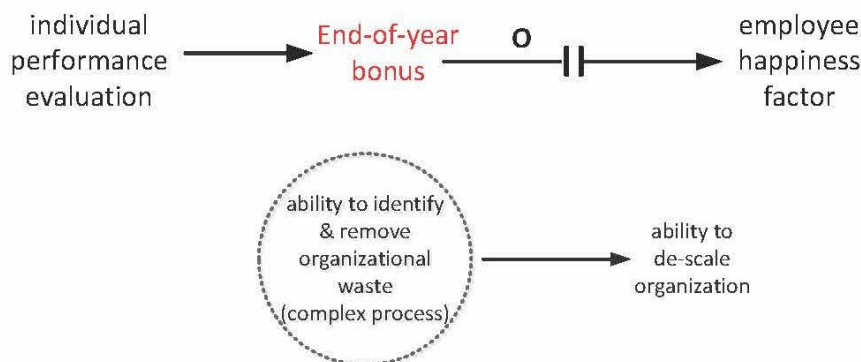 individual
performance
evaluation
End-of-year
bonus
O
employee
happiness
factor
ability to identify
& remove
organizational
waste
(complex process)
ability to
de-scale
organization